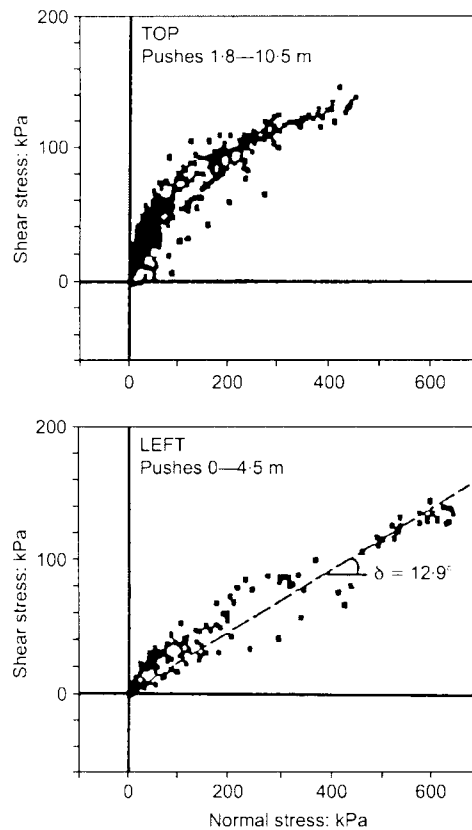 200
TOP
Pushes 1·8—10·5 m
Shear stress: kPa
100
0
0
200
400
600
200
LEFT
Pushes 0—4·5 m
Shear stress: kPa
100
δ = 12·9°
0
0
200
400
600
Normal stress: kPa